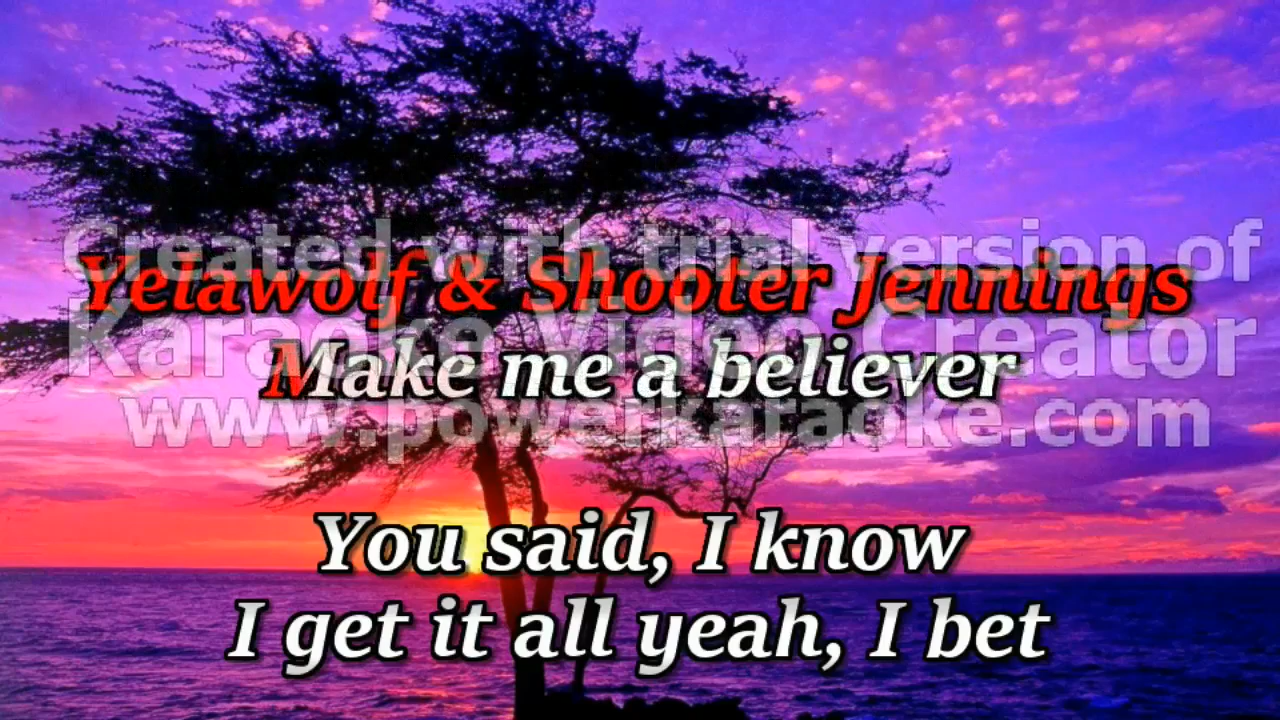 Created with trial version of
Yelawolf & Shooter Jennings
Karaoke Video Creator
Make me a believer
www.powerkaraoke.com
You said, I know
I get it all yeah, I bet